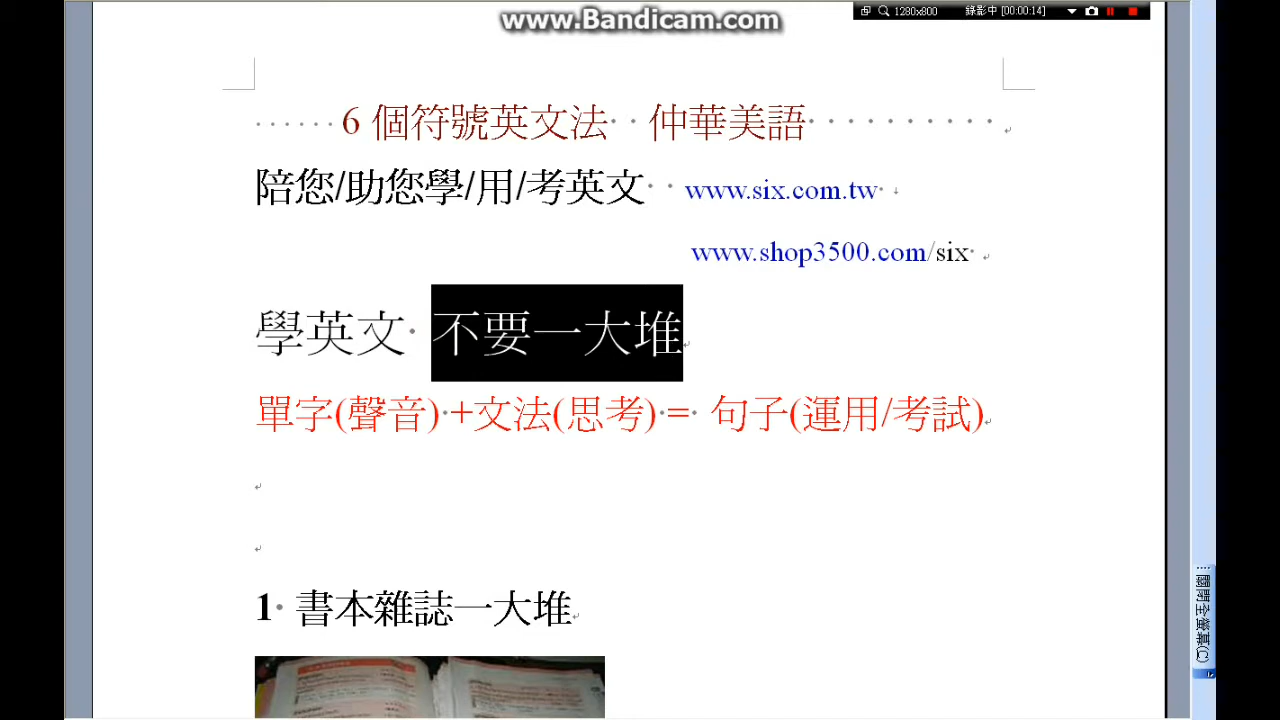 www.Bandicam.com
1280x800 錄影中 [00:00:14]
6 個符號英文法 仲華美語
陪您/助您學/用/考英文 www.six.com.tw
www.shop3500.com/six
學英文 不要一大堆
單字(聲音)+文法(思考)= 句子(運用/考試)
1 書本雜誌一大堆
關閉全螢幕(C)